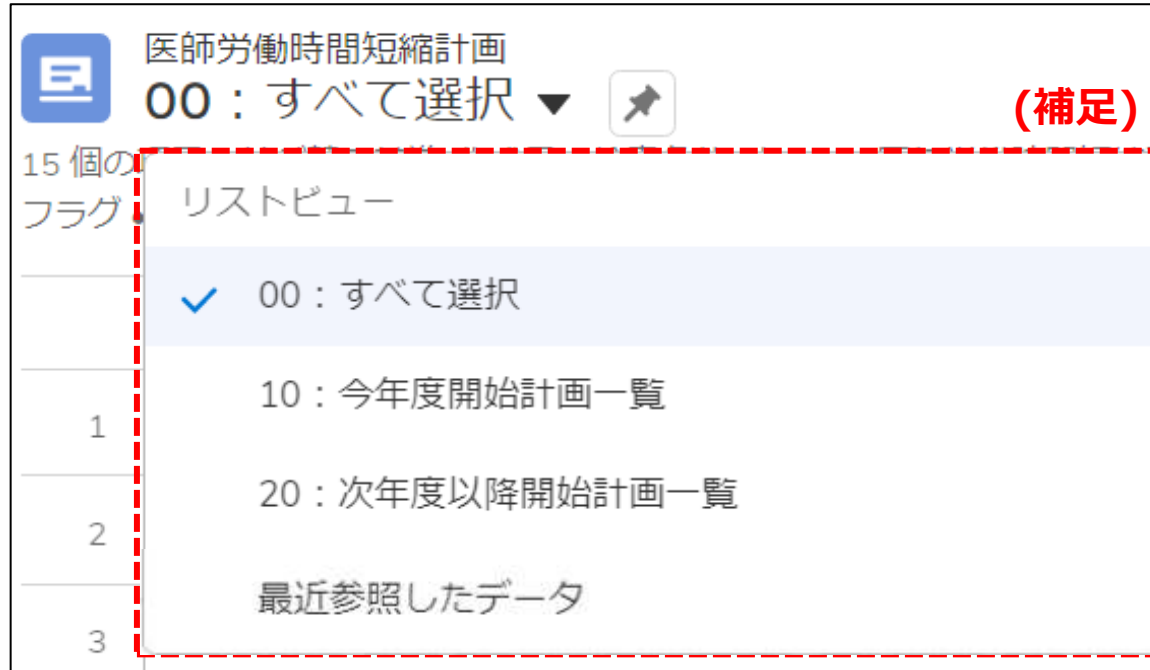 医師労働時間短縮計画
00：すべて選択
(補足)
15 個の
フラグ
リストビュー
00：すべて選択
10：今年度開始計画一覧
1
20：次年度以降開始計画一覧
2
最近参照したデータ
3